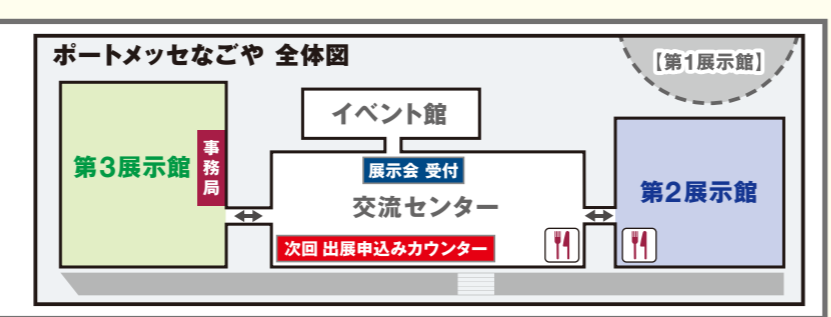 ポートメッセなごや 全体図
【第1展示館】
イベント館
第3展示館
事務局
展示会 受付
交流センター
第2展示館
次回 出展申込みカウンター